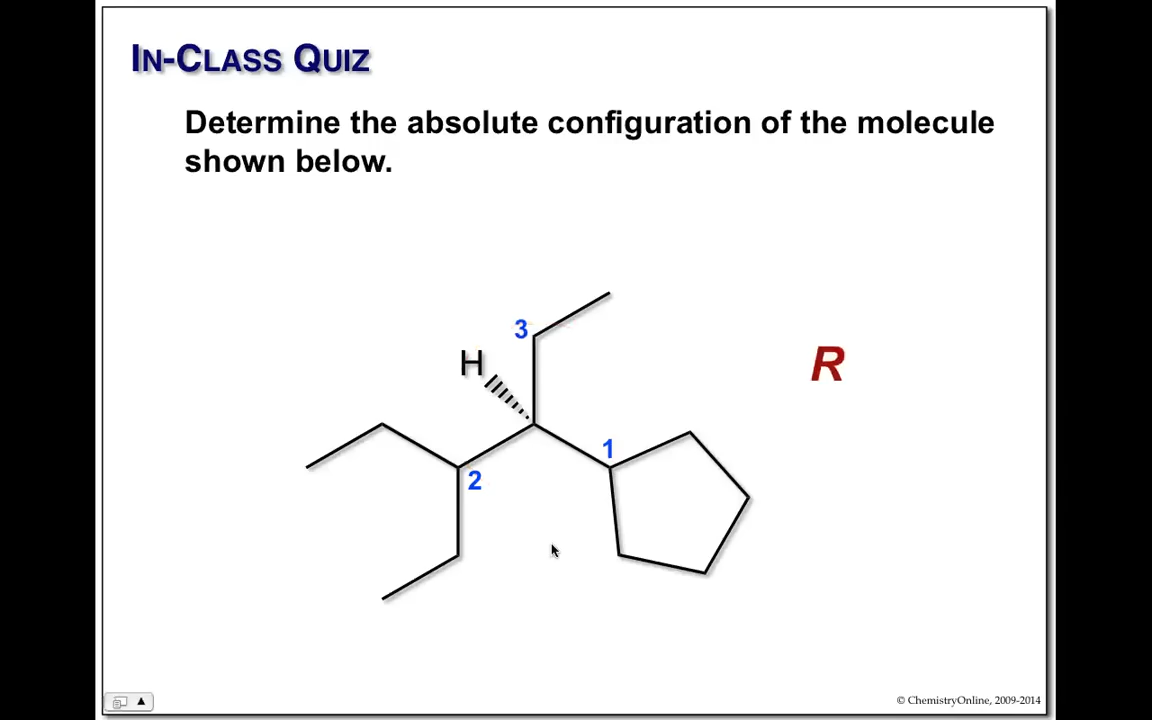 IN-CLASS QUIZ
Determine the absolute configuration of the molecule
shown below.
3
H
R
1
2
© ChemistryOnline, 2009-2014